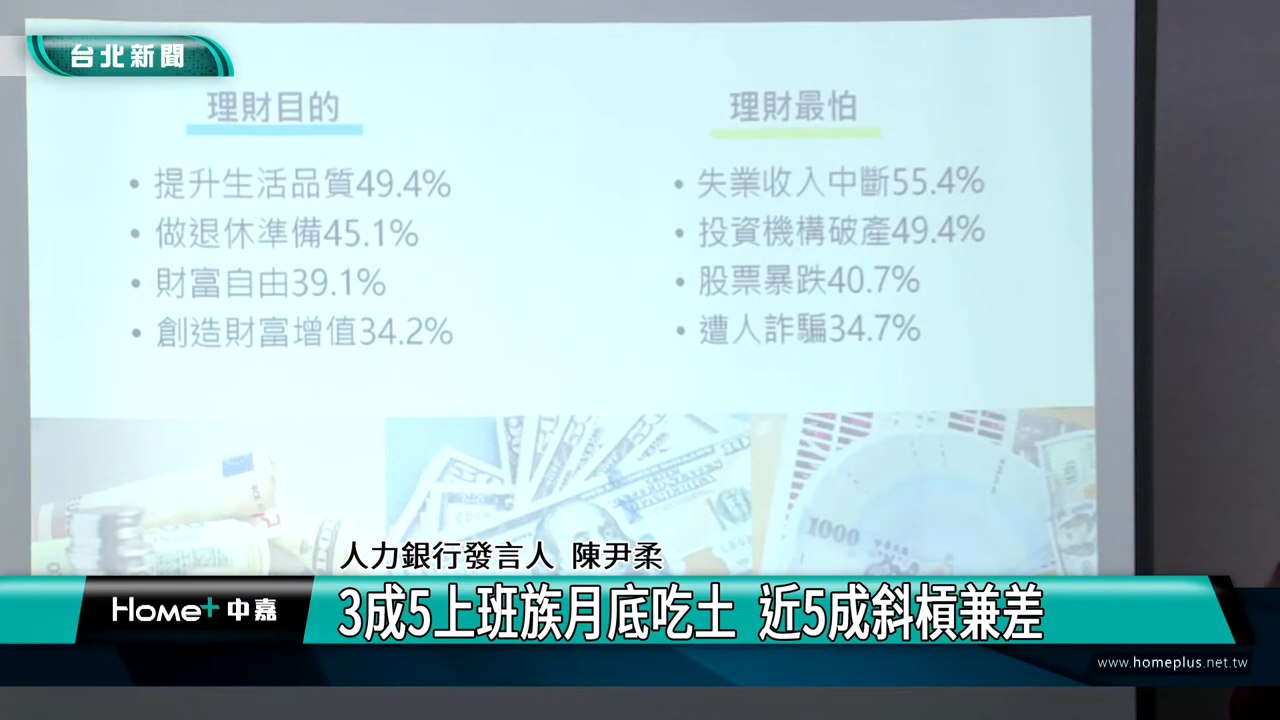 台北新聞
理財目的
• 提升生活品質49.4%
• 做退休準備45.1%
• 財富自由39.1%
• 創造財富增值34.2%
理財最怕
• 失業收入中斷55.4%
• 投資機構破產49.4%
• 股票暴跌40.7%
• 遭人詐騙34.7%
1000
人力銀行發言人 陳尹柔
Home+中嘉
3成5上班族月底吃土 近5成斜槓兼差
www.homeplus.net.tw